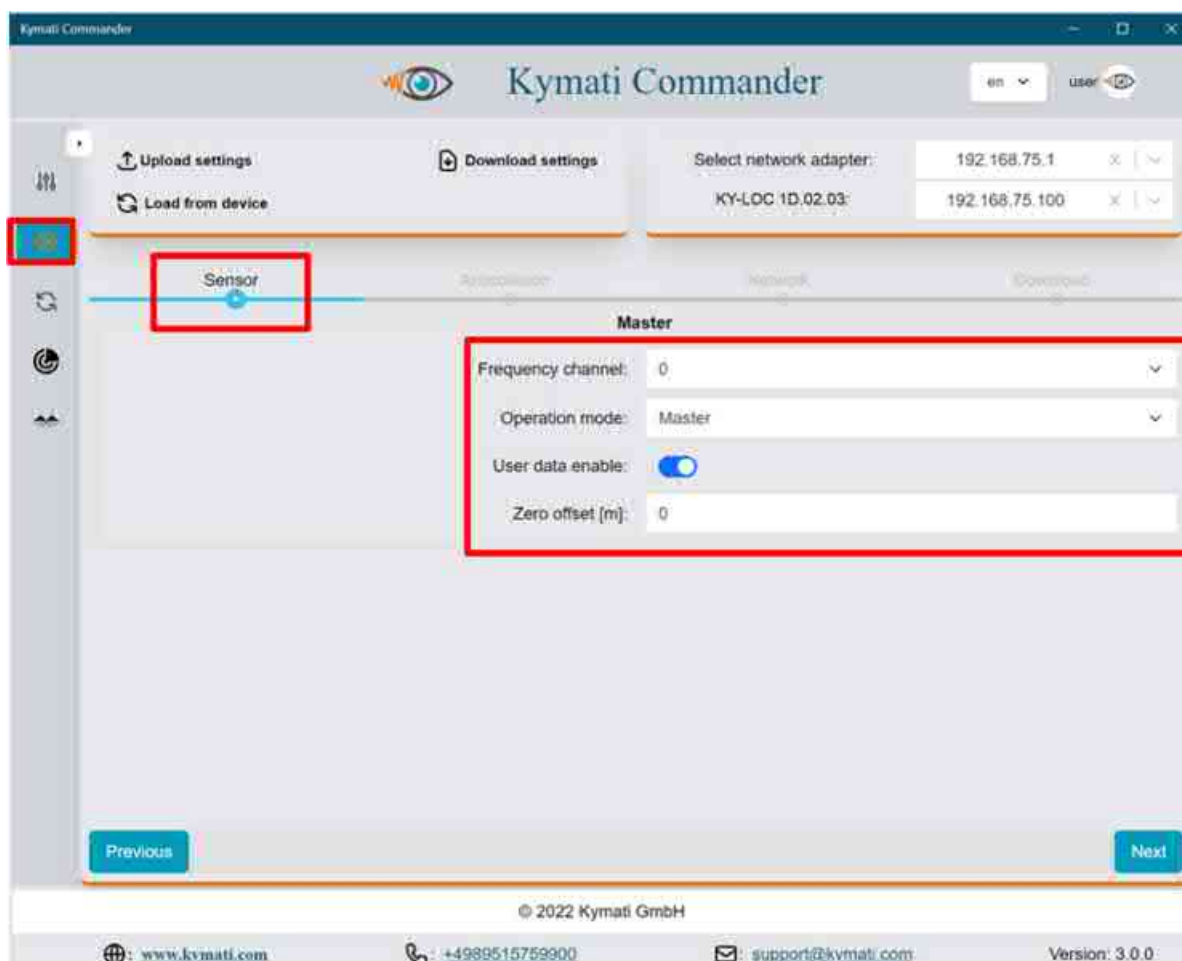 Kymati Commander
Kymati Commander
en
user
Upload settings
Download settings
Select network adapter:
192.168.75.1
Load from device
KY-LOC 1D.02.03:
192.168.75.100
Sensor
Network
Download
Master
Frequency channel:
0
Operation mode:
Master
User data enable:
Zero offset [m]:
0
Previous
Next
© 2022 Kymati GmbH
: www.kymati.com
: +4989515759900
: support@kymati.com
Version: 3.0.0